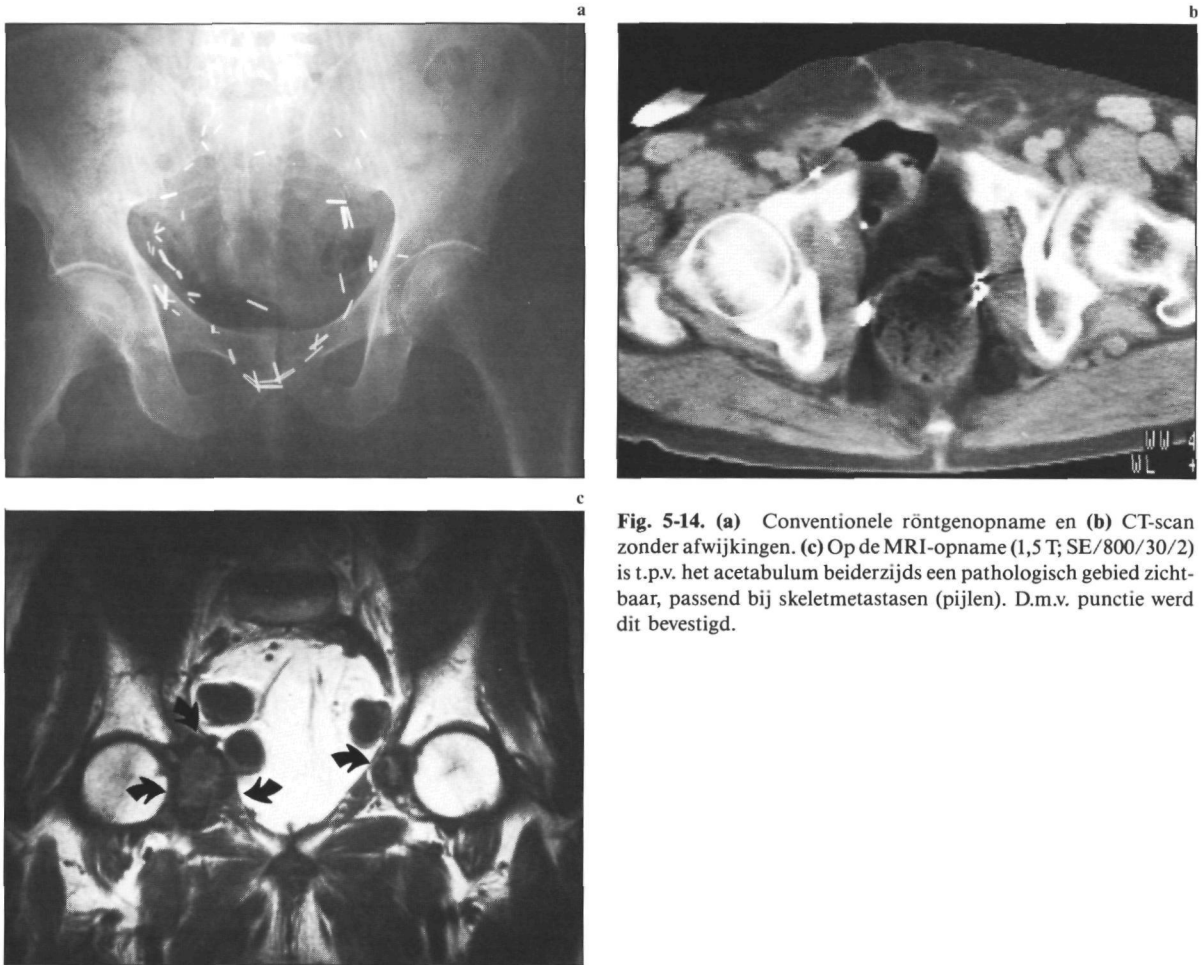 a
b
WW 4
WL +
c
Fig. 5-14. (a) Conventionele röntgenopname en (b) CT-scan
zonder afwijkingen. (c) Op de MRI-opname (1,5 T; SE/800/30/2)
is t.p.v. het acetabulum beiderzijds een pathologisch gebied zicht-
baar, passend bij skeletmetastasen (pijlen). D.m.v. punctie werd
dit bevestigd.